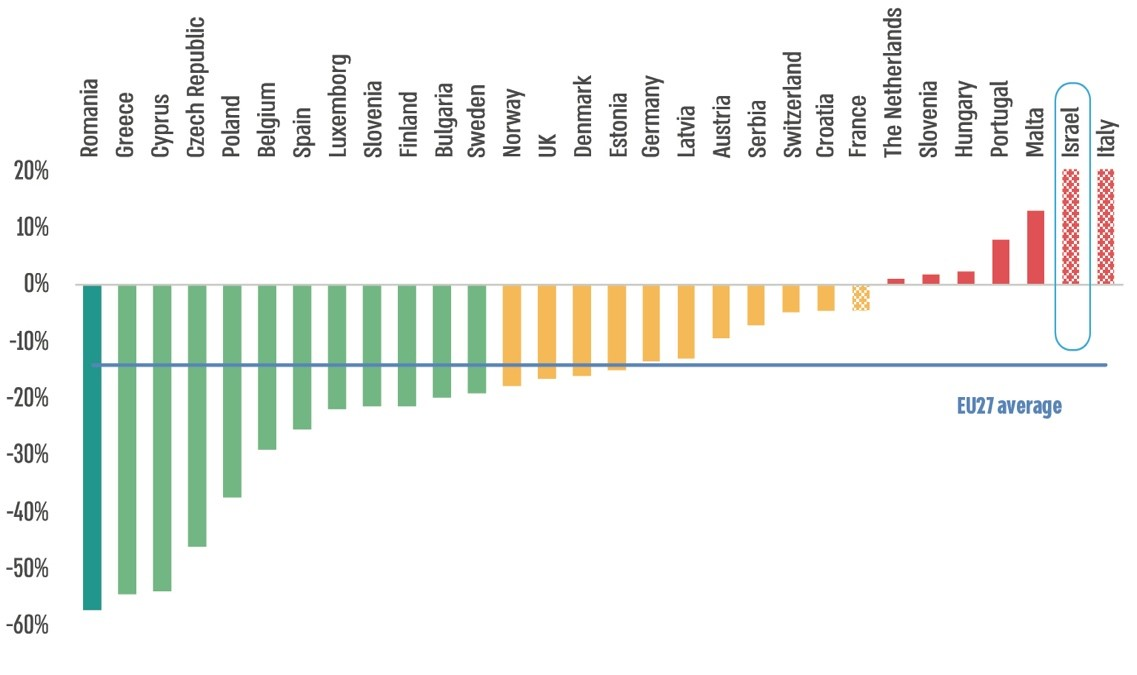 Romania
Greece
Cyprus
Czech Republic
Poland
Belgium
Spain
Luxemborg
Slovenia
Finland
Bulgaria
Sweden
Norway
UK
Denmark
Estonia
Germany
Latvia
Austria
Serbia
Switzerland
Croatia
France
The Netherlands
Slovenia
Hungary
Portugal
Malta
Israel
Italy
20%
10%
0%
-10%
-20%
-30%
-40%
-50%
-60%
EU27 average